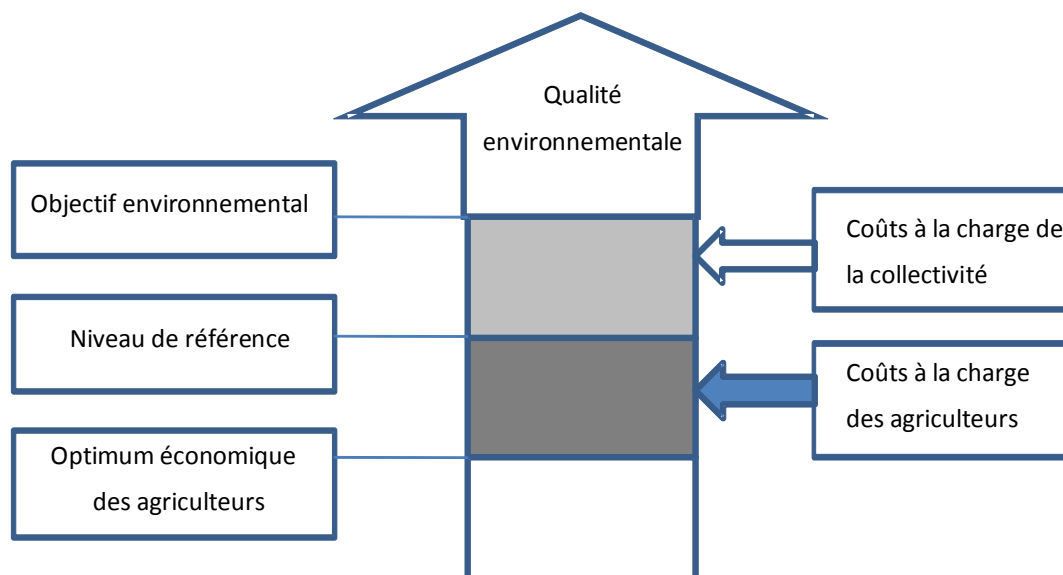 Qualité
environnementale
Objectif environnemental
Coûts à la charge de
la collectivité
Niveau de référence
Coûts à la charge
des agriculteurs
Optimum économique
des agriculteurs